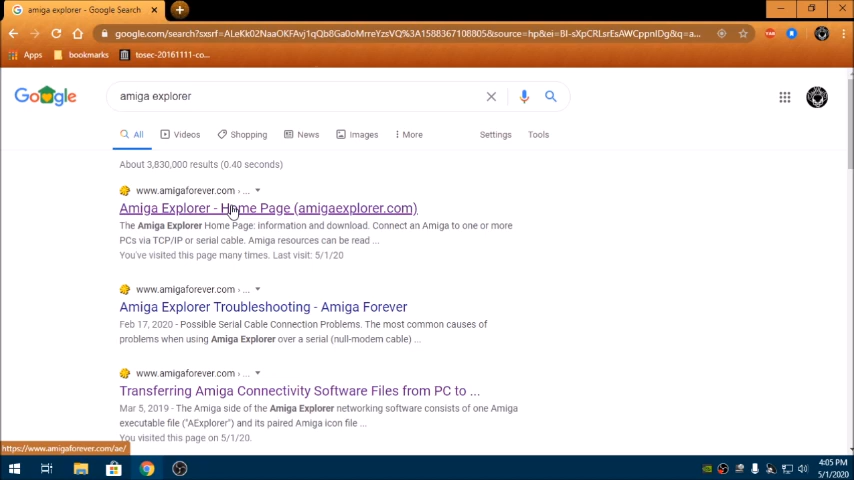 amiga explorer - Google Search
google.com/search?sxsrf=ALeKk02NaaOKFAvj1qQb8Ga0oMrreYzsVQ%3A1588367108805&source=hp&ei=BI-sXpCRLsrEsAWCppnIDg&q=a...
Apps
bookmarks
tosec-20161111-co...
Google
amiga explorer
All
Videos
Shopping
News
Images
More
Settings
Tools
About 3,830,000 results (0.40 seconds)
www.amigaforever.com › ...
Amiga Explorer - Home Page (amigaexplorer.com)
The Amiga Explorer Home Page: information and download. Connect an Amiga to one or more
PCs via TCP/IP or serial cable. Amiga resources can be read ...
You've visited this page many times. Last visit: 5/1/20
www.amigaforever.com › ...
Amiga Explorer Troubleshooting - Amiga Forever
Feb 17, 2020 - Possible Serial Cable Connection Problems. The most common causes of
problems when using Amiga Explorer over a serial (null-modem cable) ...
www.amigaforever.com › ...
Transferring Amiga Connectivity Software Files from PC to ...
Mar 5, 2019 - The Amiga side of the Amiga Explorer networking software consists of one Amiga
executable file ("AExplorer") and its paired Amiga icon file ...
You visited this page on 5/1/20.
https://www.amigaforever.com/ae/
4:05 PM
5/1/2020